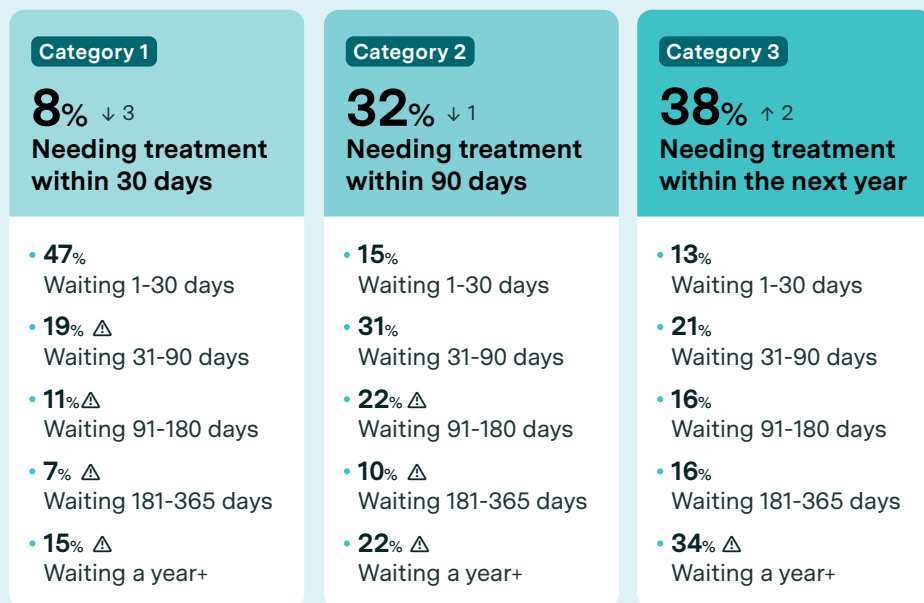 Category 1
8% ↓ 3
Needing treatment
within 30 days
• 47%
Waiting 1-30 days
• 19% ⚠
Waiting 31-90 days
• 11% ⚠
Waiting 91-180 days
• 7% ⚠
Waiting 181-365 days
• 15% ⚠
Waiting a year+
Category 2
32% ↓ 1
Needing treatment
within 90 days
• 15%
Waiting 1-30 days
• 31%
Waiting 31-90 days
• 22% ⚠
Waiting 91-180 days
• 10% ⚠
Waiting 181-365 days
• 22% ⚠
Waiting a year+
Category 3
38% ↑ 2
Needing treatment
within the next year
• 13%
Waiting 1-30 days
• 21%
Waiting 31-90 days
• 16%
Waiting 91-180 days
• 16%
Waiting 181-365 days
• 34% ⚠
Waiting a year+